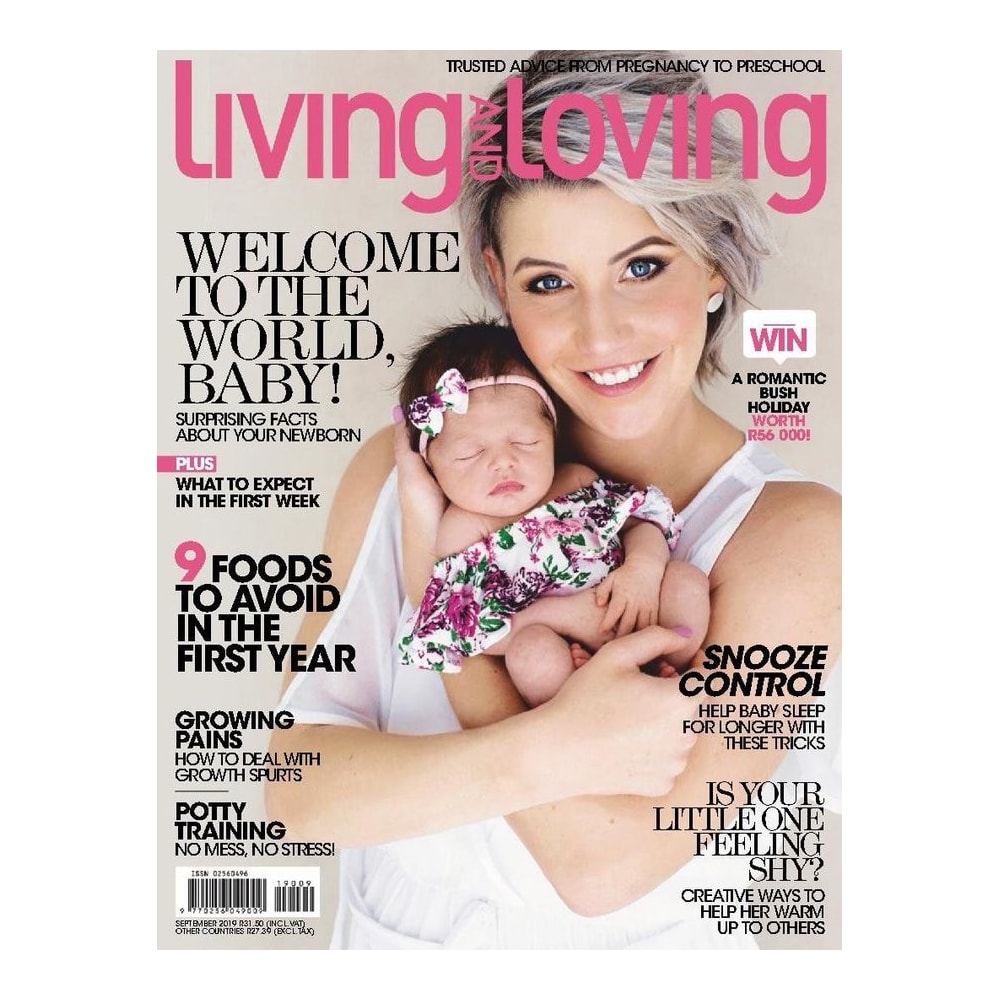 TRUSTED ADVICE FROM PREGNANCY TO PRESCHOOL
Living AND Loving
WELCOME
TO THE
WORLD,
BABY!
SURPRISING FACTS
ABOUT YOUR NEWBORN
PLUS
WHAT TO EXPECT
IN THE FIRST WEEK
9 FOODS
TO AVOID
IN THE
FIRST YEAR
GROWING
PAINS
HOW TO DEAL WITH
GROWTH SPURTS
POTTY
TRAINING
NO MESS, NO STRESS!
ISSN 02560496
19009
9 770256 049009
SEPTEMBER 2019 R31.50 (INCL.VAT)
OTHER COUNTRIES R27.39 (EXCL.TAX)
WIN
A ROMANTIC
BUSH
HOLIDAY
WORTH
R56 000!
SNOOZE
CONTROL
HELP BABY SLEEP
FOR LONGER WITH
THESE TRICKS
IS YOUR
LITTLE ONE
FEELING
SHY?
CREATIVE WAYS TO
HELP HER WARM
UP TO OTHERS